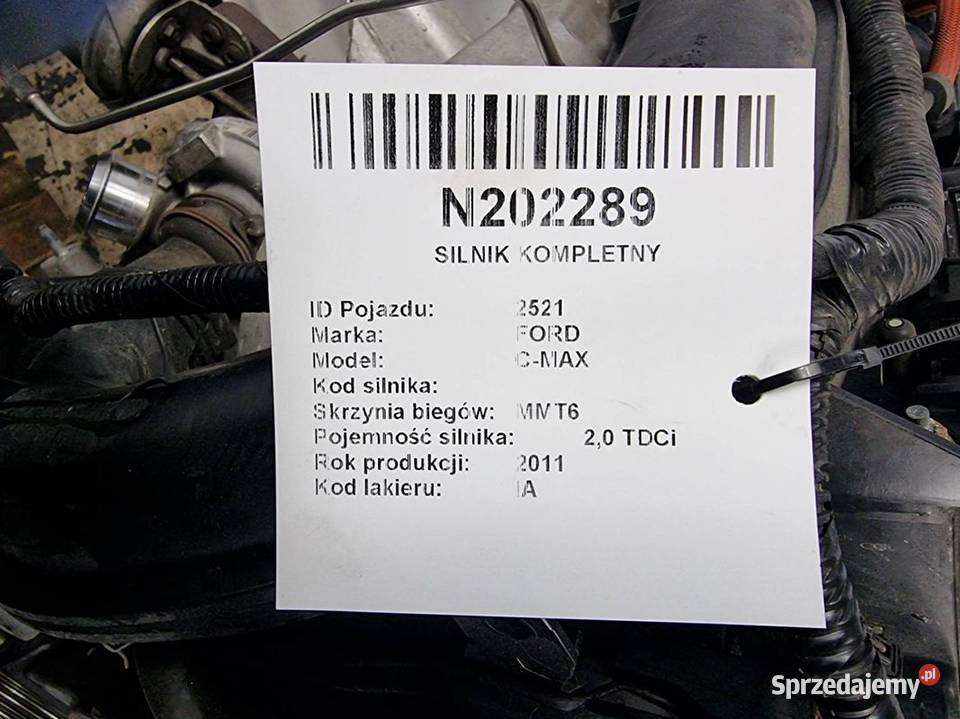 N202289
SILNIK KOMPLETNY
ID Pojazdu: 2521
Marka: FORD
Model: C-MAX
Kod silnika:
Skrzynia biegów: MMT6
Pojemność silnika: 2,0 TDCi
Rok produkcji: 2011
Kod lakieru: IA
Sprzedajemy.pl